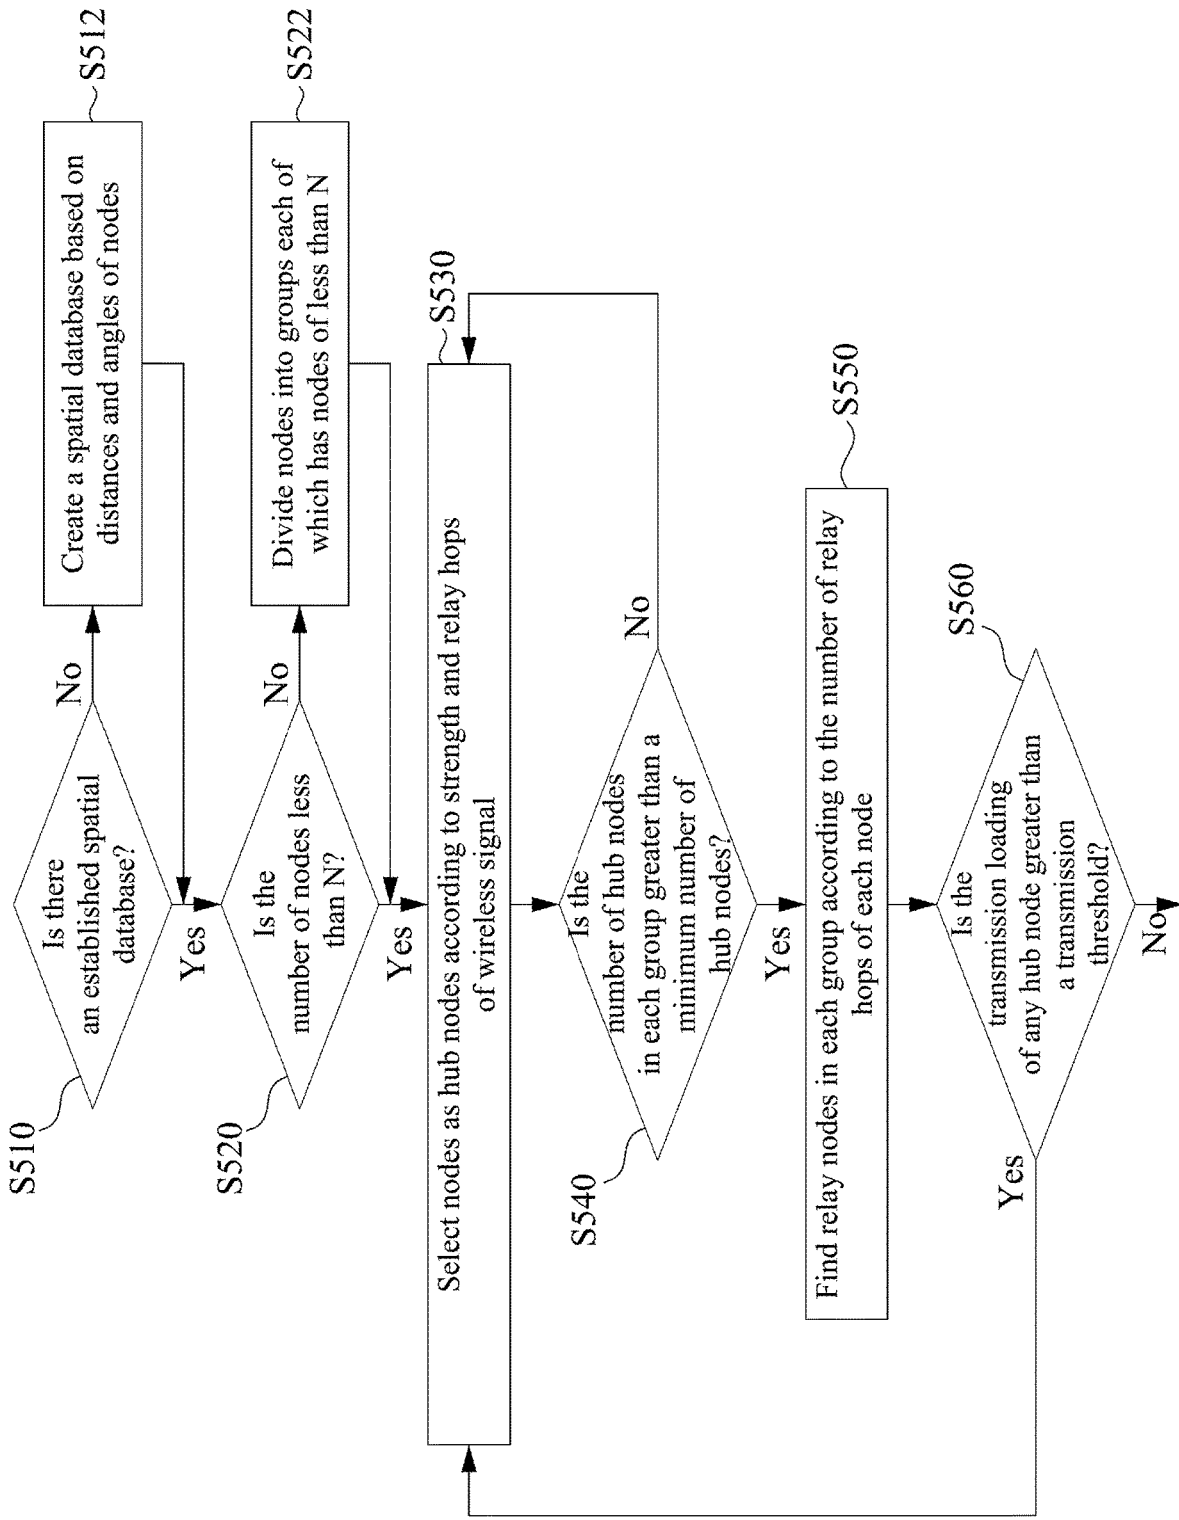 S510
Is there
an established spatial
database?
No
Yes
Create a spatial database based on
distances and angles of nodes
S512
S520
Is the
number of nodes less
than N?
No
Yes
Divide nodes into groups each of
which has nodes of less than N
S522
S530
Select nodes as hub nodes according to strength and relay hops
of wireless signal
S540
Is the
number of hub nodes
in each group greater than a
minimum number of
hub nodes?
No
Yes
S550
Find relay nodes in each group according to the number of relay
hops of each node
S560
Is the
transmission loading
of any hub node greater than
a transmission
threshold?
Yes
No